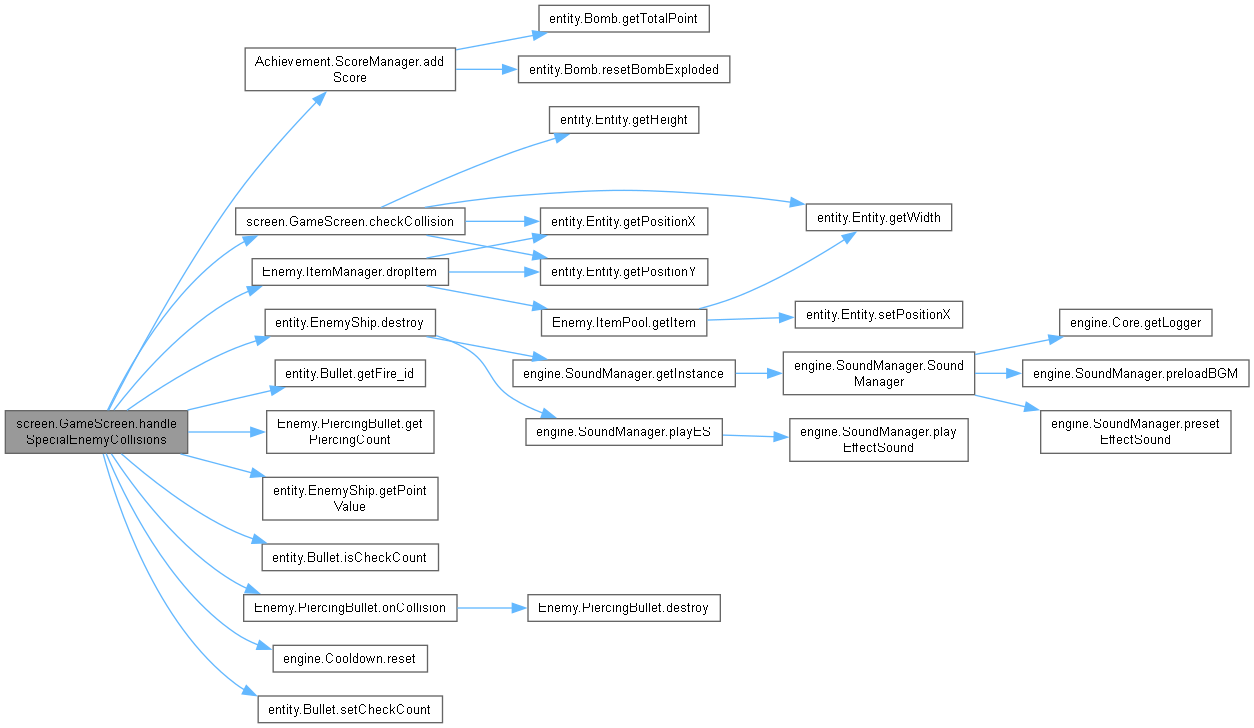 entity.Bomb.getTotalPoint
Achievement.ScoreManager.add
Score
entity.Bomb.resetBombExploded
entity.Entity.getHeight
screen.GameScreen.checkCollision
entity.Entity.getPositionX
entity.Entity.getWidth
Enemy.ItemManager.dropItem
entity.Entity.getPositionY
entity.EnemyShip.destroy
Enemy.ItemPool.getItem
entity.Entity.setPositionX
engine.Core.getLogger
entity.Bullet.getFire_id
engine.SoundManager.getInstance
engine.SoundManager.Sound
Manager
engine.SoundManager.preloadBGM
screen.GameScreen.handle
SpecialEnemyCollisions
Enemy.PiercingBullet.get
PiercingCount
engine.SoundManager.playES
engine.SoundManager.play
EffectSound
engine.SoundManager.preset
EffectSound
entity.EnemyShip.getPoint
Value
entity.Bullet.isCheckCount
Enemy.PiercingBullet.onCollision
Enemy.PiercingBullet.destroy
engine.Cooldown.reset
entity.Bullet.setCheckCount